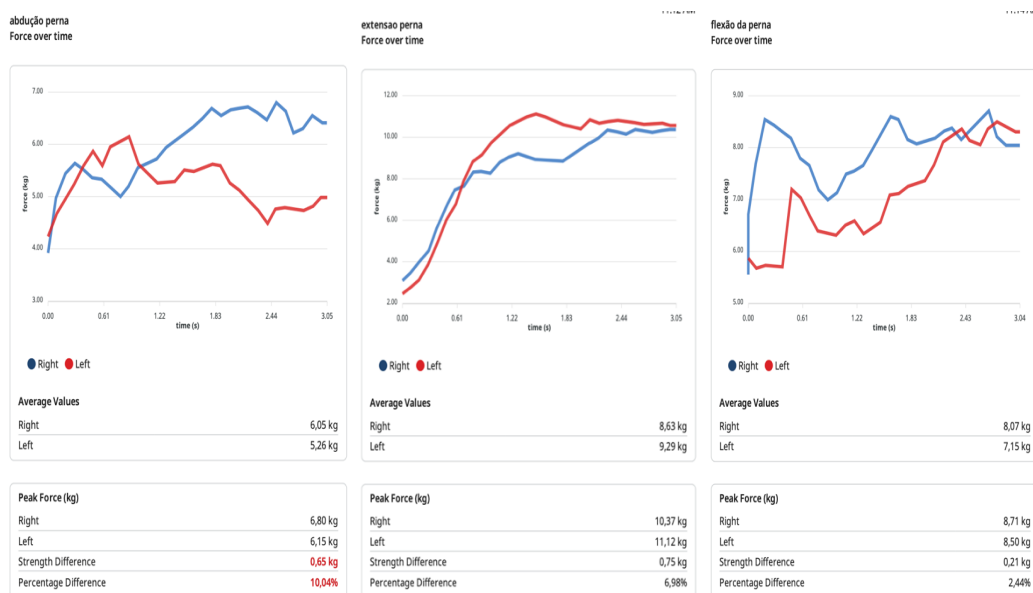 abdução perna
Force over time
7.00
6.00
5.00
4.00
3.00
force (kg)
0.00 0.61 1.22 1.83 2.44 3.05
time (s)
Right Left
Average Values
Right 6,05 kg
Left 5,26 kg
Peak Force (kg)
Right 6,80 kg
Left 6,15 kg
Strength Difference 0,65 kg
Percentage Difference 10,04%
extensao perna
Force over time
12.00
10.00
8.00
6.00
4.00
2.00
force (kg)
0.00 0.61 1.22 1.83 2.44 3.05
time (s)
Right Left
Average Values
Right 8,63 kg
Left 9,29 kg
Peak Force (kg)
Right 10,37 kg
Left 11,12 kg
Strength Difference 0,75 kg
Percentage Difference 6,98%
flexão da perna
Force over time
9.00
8.00
7.00
6.00
5.00
force (kg)
0.00 0.61 1.22 1.83 2.43 3.04
time (s)
Right Left
Average Values
Right 8,07 kg
Left 7,15 kg
Peak Force (kg)
Right 8,71 kg
Left 8,50 kg
Strength Difference 0,21 kg
Percentage Difference 2,44%